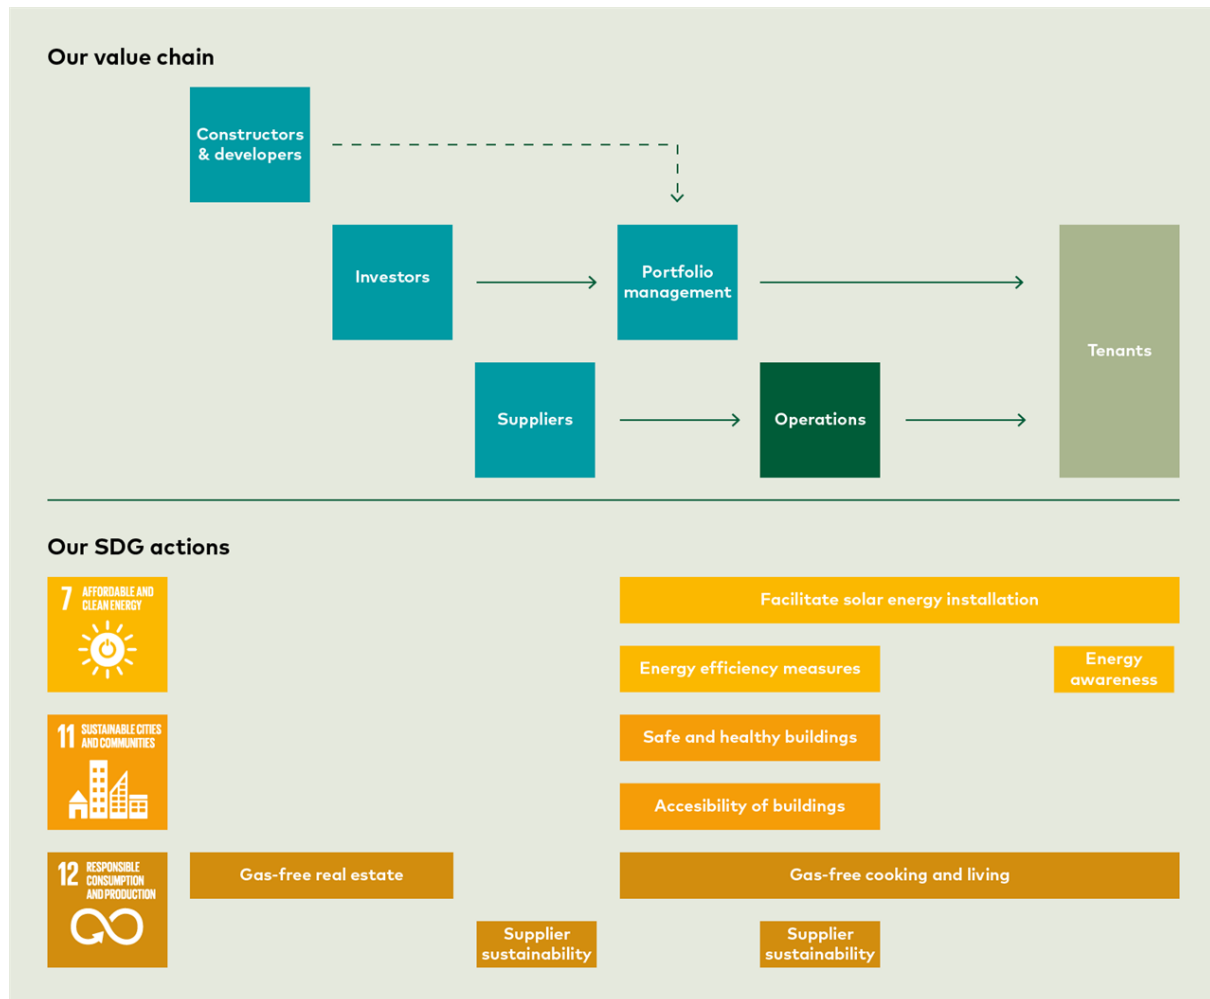 Our value chain
Constructors
& developers
Investors
Portfolio
management
Tenants
Suppliers
Operations
Our SDG actions
7 AFFORDABLE AND
CLEAN ENERGY
Facilitate solar energy installation
Energy efficiency measures
Energy
awareness
11 SUSTAINABLE CITIES
AND COMMUNITIES
Safe and healthy buildings
Accesibility of buildings
12 RESPONSIBLE
CONSUMPTION
AND PRODUCTION
Gas-free real estate
Gas-free cooking and living
Supplier
sustainability
Supplier
sustainability